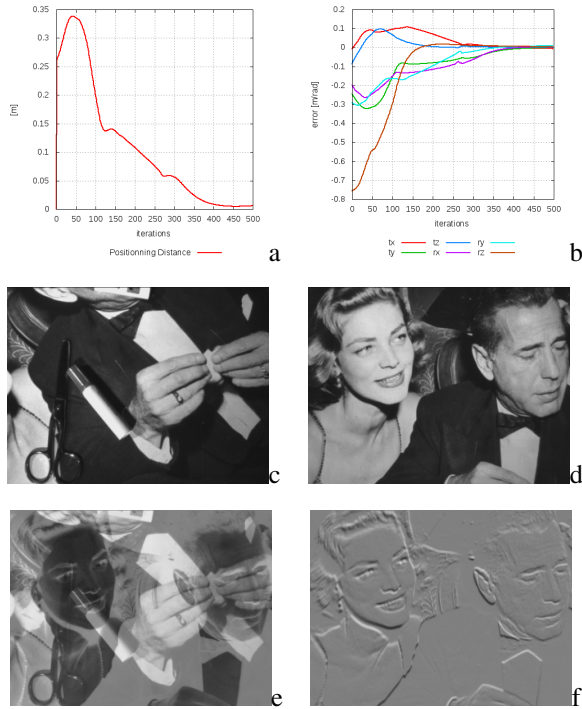 0.35
0.3
0.25
0.2
0.15
0.1
0.05
0
[m]
0 50 100 150 200 250 300 350 400 450 500
iterations
Positionning Distance
a
0.2
0.1
0
-0.1
-0.2
-0.3
-0.4
-0.5
-0.6
-0.7
-0.8
error [m/rad]
0 50 100 150 200 250 300 350 400 450 500
iterations
tx tz ry
ty rx rz
b
c
d
e
f